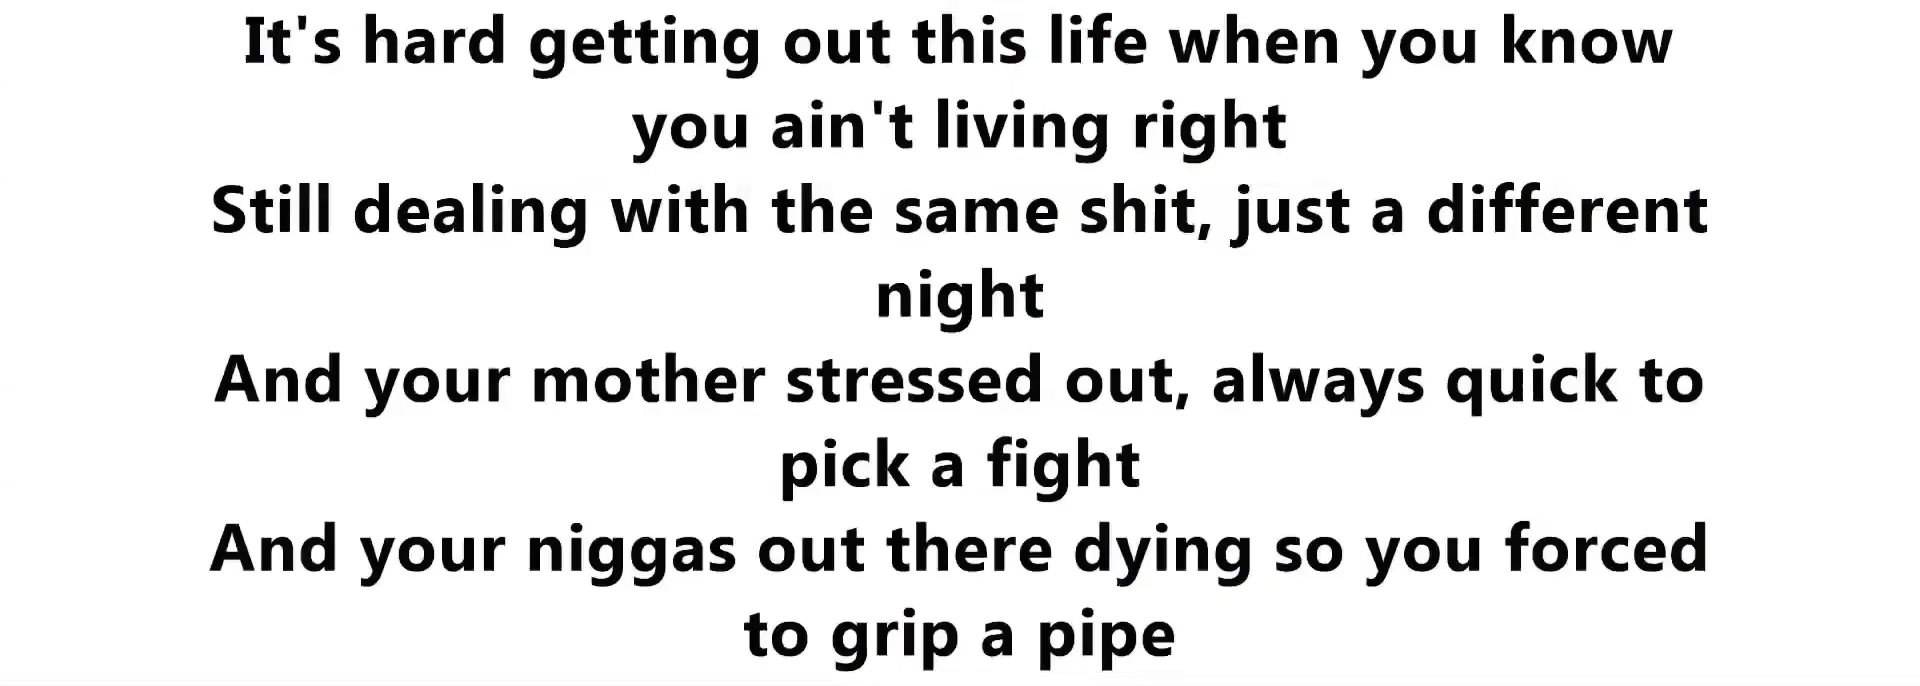 It's hard getting out this life when you know
you ain't living right
Still dealing with the same shit, just a different
night
And your mother stressed out, always quick to
pick a fight
And your niggas out there dying so you forced
to grip a pipe